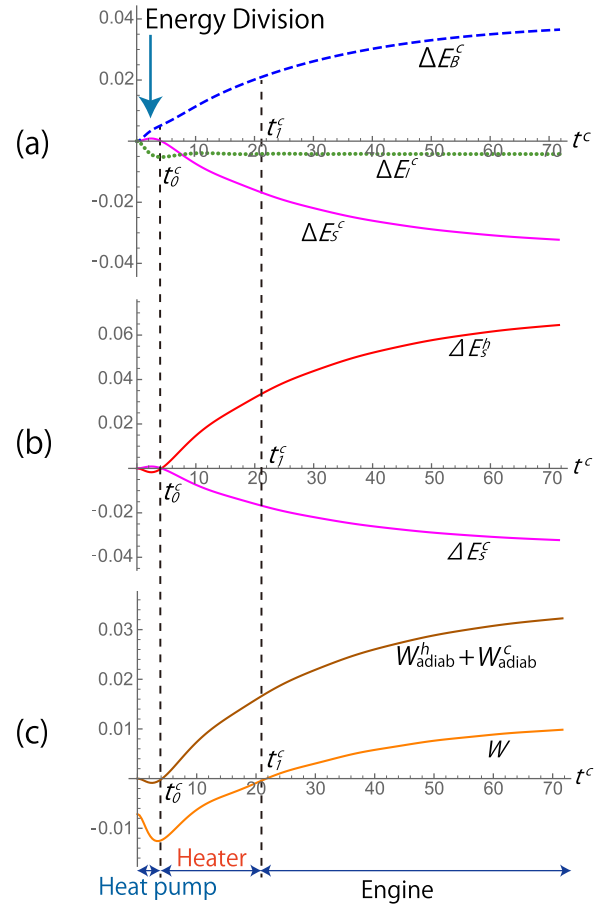 Energy Division
0.04
0.02
-0.02
-0.04
(a)
ΔE_B^c
t_1^c
10 20 30 40 50 60 70 t^c
t_0^c
ΔE_I^c
ΔE_S^c
(b)
0.06
0.04
0.02
-0.02
-0.04
ΔE_s^h
t_1^c
10 20 30 40 50 60 70 t^c
t_0^c
ΔE_s^c
(c)
0.03
0.02
0.01
-0.01
W_adiab^h + W_adiab^c
W
t_1^c
10 20 30 40 50 60 70 t^c
t_0^c
Heater
Heat pump
Engine